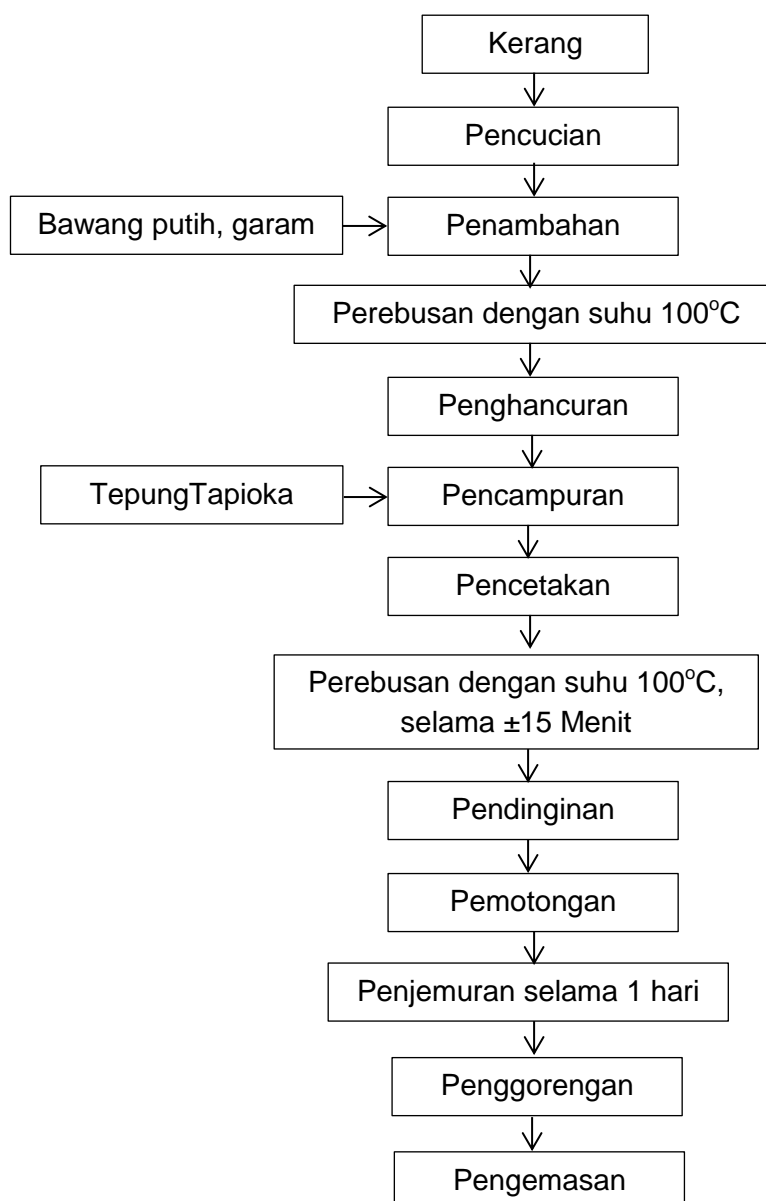 Kerang
Pencucian
Bawang putih, garam
Penambahan
Perebusan dengan suhu 100°C
Penghancuran
TepungTapioka
Pencampuran
Pencetakan
Perebusan dengan suhu 100°C,
selama ±15 Menit
Pendinginan
Pemotongan
Penjemuran selama 1 hari
Penggorengan
Pengemasan